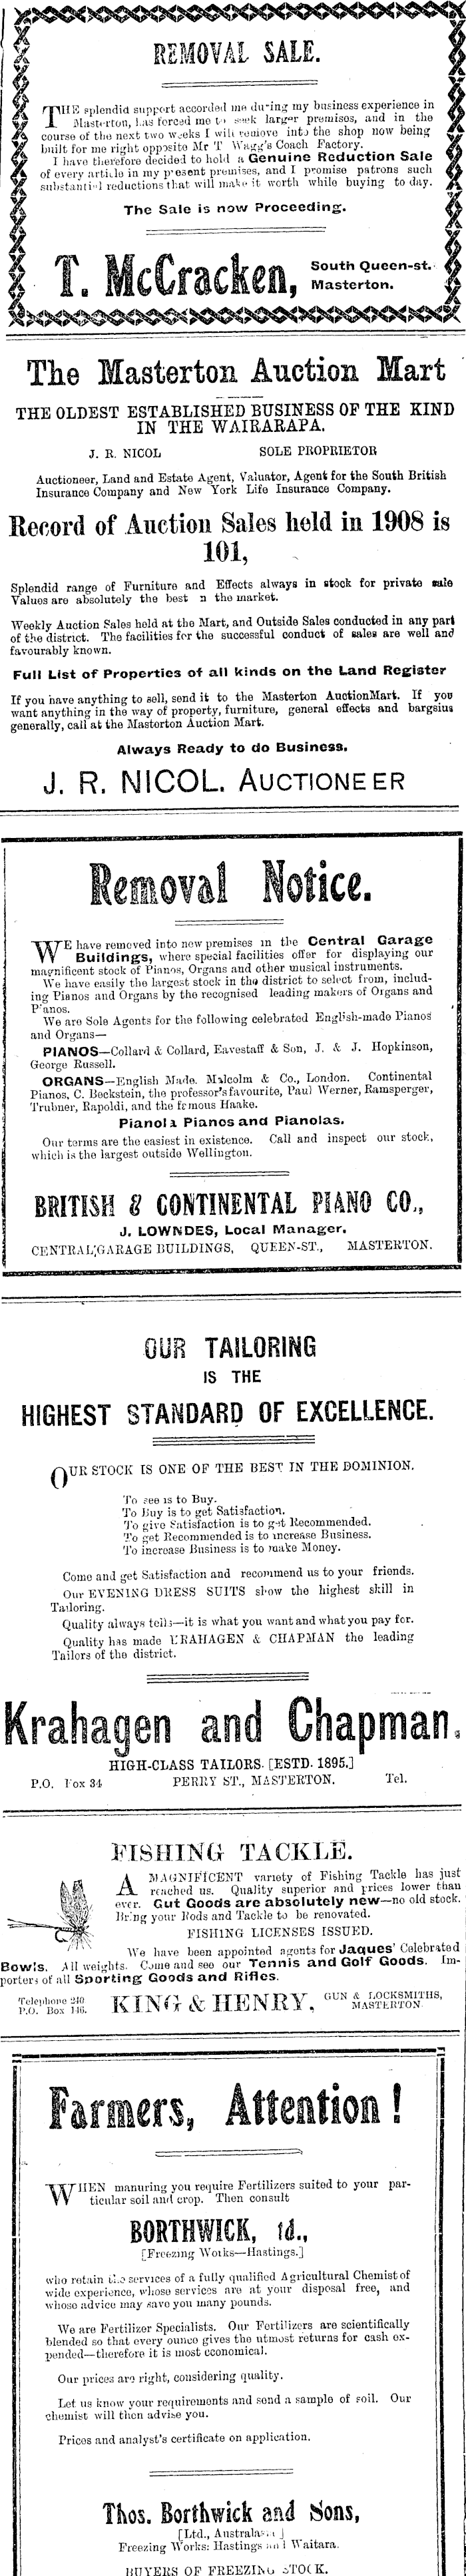 REMOVAL SALE.
THE splendid support accorded me during my business experience in
Masterton, has forced me to seek larger premises, and in the
course of the next two weeks I will remove into the shop now being
built for me right opposite Mr T Wagg's Coach Factory.
I have therefore decided to hold a Genuine Reduction Sale
of every article in my present premises, and I promise patrons such
substantial reductions that will make it worth while buying to day.
The Sale is now Proceeding.
T. McCracken, South Queen-st.
Masterton.
The Masterton Auction Mart
THE OLDEST ESTABLISHED BUSINESS OF THE KIND
IN THE WAIRARAPA.
J. R. NICOL SOLE PROPRIETOR
Auctioneer, Land and Estate Agent, Valuator, Agent for the South British
Insurance Company and New York Life Insurance Company.
Record of Auction Sales held in 1908 is
101,
Splendid range of Furniture and Effects always in stock for private sale
Values are absolutely the best n the market.
Weekly Auction Sales held at the Mart, and Outside Sales conducted in any part
of the district. The facilities for the successful conduct of sales are well and
favourably known.
Full List of Properties of all kinds on the Land Register
If you have anything to sell, send it to the Masterton AuctionMart. If you
want anything in the way of property, furniture, general effects and bargains
generally, call at the Masterton Auction Mart.
Always Ready to do Business.
J. R. NICOL. AUCTIONEER
Removal Notice.
WE have removed into new premises in the Central Garage
Buildings, where special facilities offer for displaying our
magnificent stock of Pianos, Organs and other musical instruments.
We have easily the largest stock in the district to select from, includ-
ing Pianos and Organs by the recognised leading makers of Organs and
Pianos.
We are Sole Agents for the following celebrated English-made Pianos
and Organs—
PIANOS—Collard & Collard, Eavestaff & Son, J. & J. Hopkinson,
George Russell.
ORGANS—English Made. Malcolm & Co., London. Continental
Pianos, C. Beckstein, the professor's favourite, Paul Werner, Ramsperger,
Trubner, Rapoldi, and the famous Haake.
Pianola Pianos and Pianolas.
Our terms are the easiest in existence. Call and inspect our stock,
which is the largest outside Wellington.
BRITISH & CONTINENTAL PIANO CO.,
J. LOWNDES, Local Manager.
CENTRAL GARAGE BUILDINGS, QUEEN-ST., MASTERTON.
OUR TAILORING
IS THE
HIGHEST STANDARD OF EXCELLENCE.
OUR STOCK IS ONE OF THE BEST IN THE DOMINION.
To see is to Buy.
To Buy is to get Satisfaction.
To give Satisfaction is to get Recommended.
To get Recommended is to increase Business.
To increase Business is to make Money.
Come and get Satisfaction and recommend us to your friends.
Our EVENING DRESS SUITS show the highest skill in
Tailoring.
Quality always tells—it is what you want and what you pay for.
Quality has made KRAHAGEN & CHAPMAN the leading
Tailors of the district.
Krahagen and Chapman.
HIGH-CLASS TAILORS. [ESTD. 1895.]
P.O. Box 34 PERRY ST., MASTERTON. Tel.
FISHING TACKLE.
A MAGNIFICENT variety of Fishing Tackle has just
reached us. Quality superior and prices lower than
ever. Gut Goods are absolutely new—no old stock.
Bring your Rods and Tackle to be renovated.
FISHING LICENSES ISSUED.
We have been appointed agents for Jaques' Celebrated
Bowls. All weights. Come and see our Tennis and Golf Goods. Im-
porters of all Sporting Goods and Rifles.
Telephone 240
P.O. Box 146. KING & HENRY, GUN & LOCKSMITHS,
MASTERTON
Farmers, Attention!
WHEN manuring you require Fertilizers suited to your par-
ticular soil and crop. Then consult
BORTHWICK, td.,
[Freezing Works—Hastings.]
who retain the services of a fully qualified Agricultural Chemist of
wide experience, whose services are at your disposal free, and
whose advice may save you many pounds.
We are Fertilizer Specialists. Our Fertilizers are scientifically
blended so that every ounce gives the utmost returns for cash ex-
pended—therefore it is most economical.
Our prices are right, considering quality.
Let us know your requirements and send a sample of soil. Our
chemist will then advise you.
Prices and analyst's certificate on application.
Thos. Borthwick and Sons,
[Ltd., Australasia]
Freezing Works: Hastings and Waitara.
BUYERS OF FREEZING STOCK.